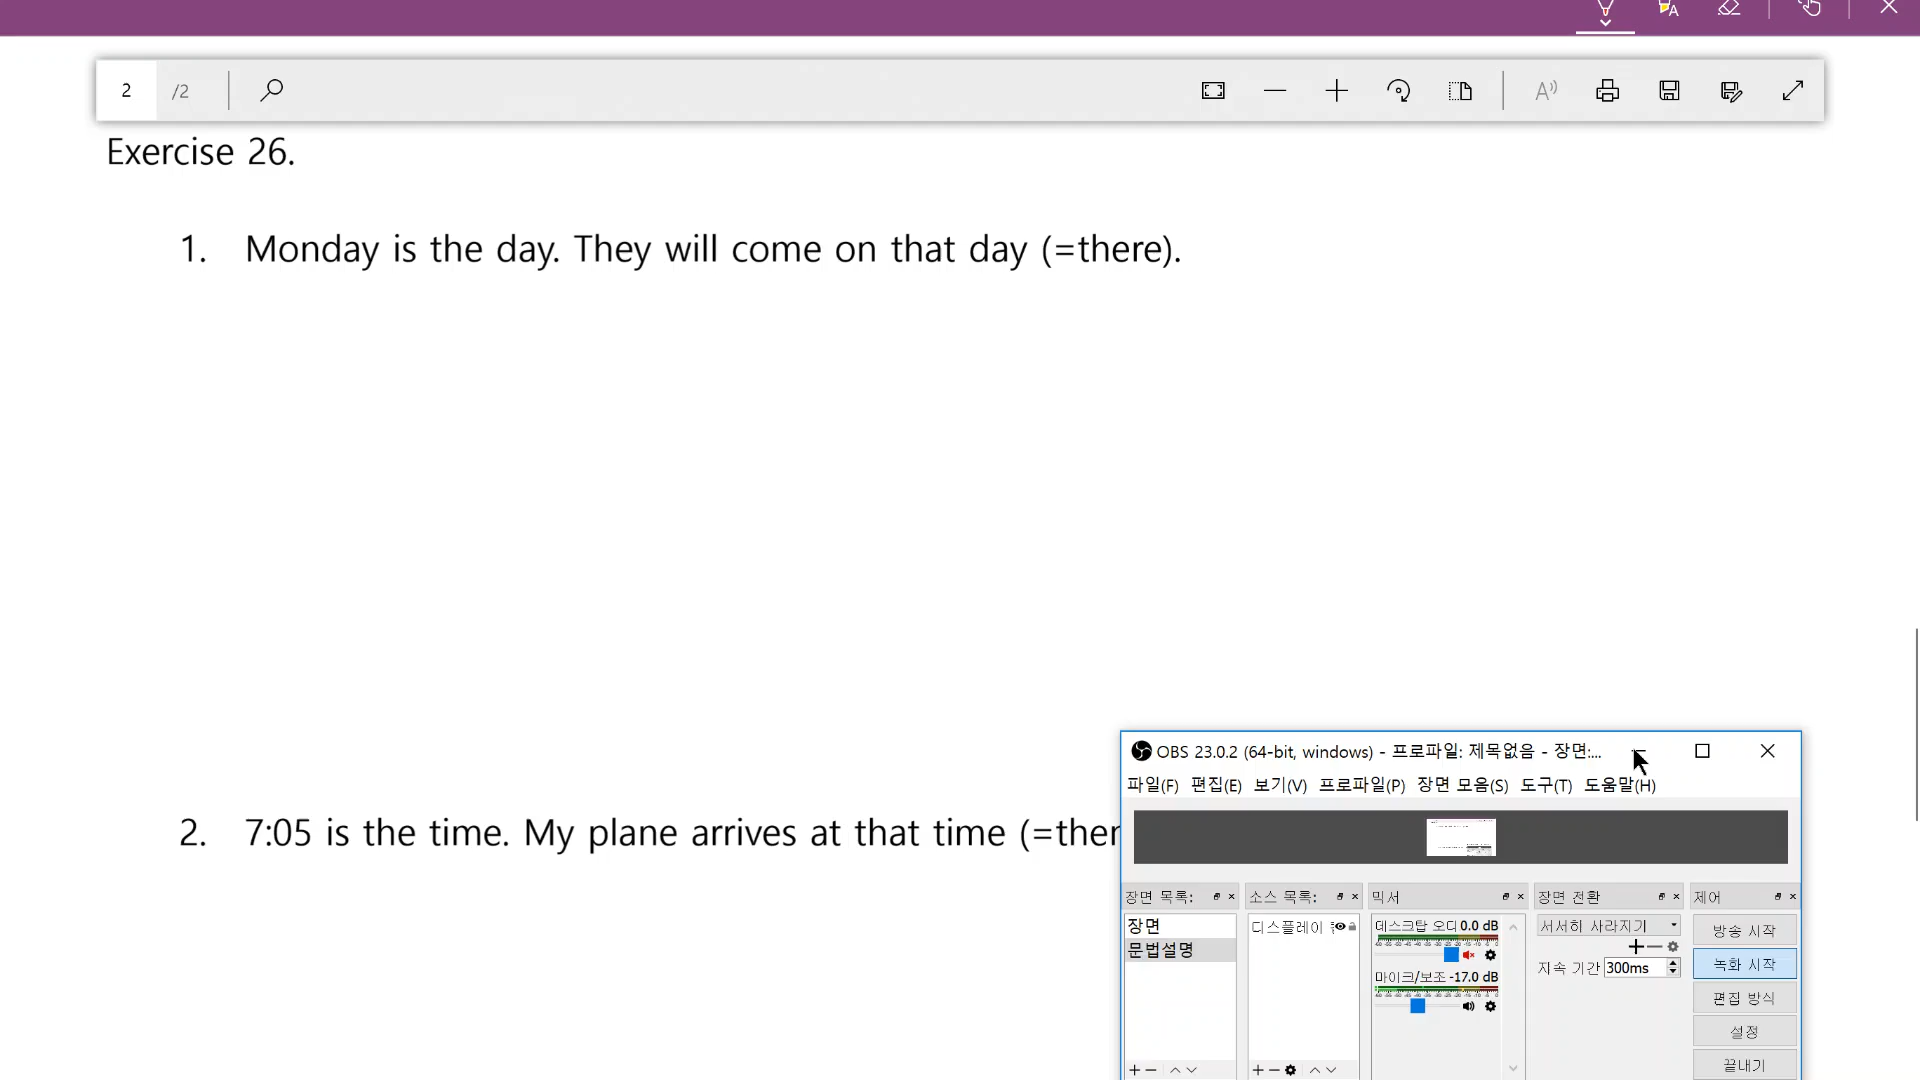 2 /2
Exercise 26.
1. Monday is the day. They will come on that day (=there).
2. 7:05 is the time. My plane arrives at that time (=ther
OBS 23.0.2 (64-bit, windows) - 프로파일: 제목없음 - 장면:...
파일(F) 편집(E) 보기(V) 프로파일(P) 장면 모음(S) 도구(T) 도움말(H)
장면 목록: 소스 목록: 믹서 장면 전환 제어
장면 디스플레이 데스크탑 오디 0.0 dB 서서히 사라지기 방송 시작
문법설명 마이크/보조 -17.0 dB 지속 기간 300ms 녹화 시작
편집 방식
설정
끝내기